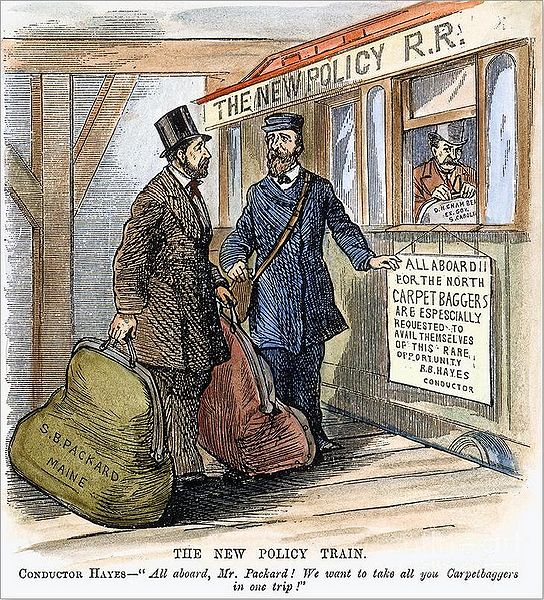 THE NEW POLICY R.R.
D. H. CHAMBER
EX. GOV.
S. CAROL
ALL ABOARD!!
FOR THE NORTH
CARPET BAGGERS
ARE ESPECIALLY
REQUESTED TO
AVAIL THEMSELVES
OF THIS RARE
OPPORTUNITY
R.B. HAYES
CONDUCTOR
S. B. PACKARD
MAINE
THE NEW POLICY TRAIN.
CONDUCTOR HAYES—“ All aboard, Mr. Packard! We want to take all you Carpetbaggers
in one trip!”